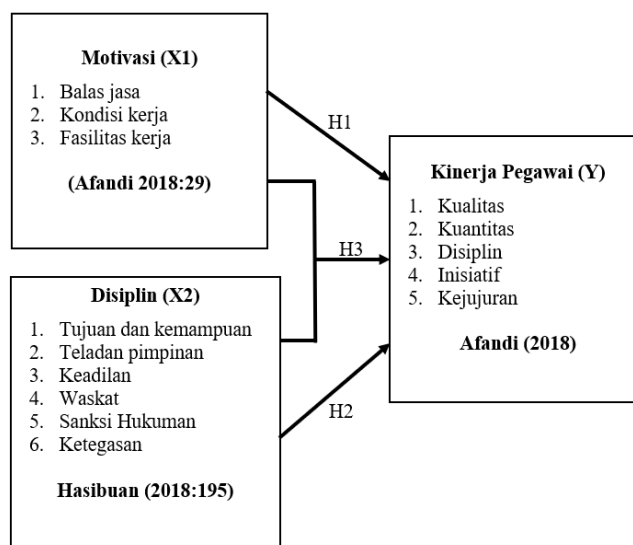 Motivasi (X1)
1. Balas jasa
2. Kondisi kerja
3. Fasilitas kerja
(Afandi 2018:29)
Disiplin (X2)
1. Tujuan dan kemampuan
2. Teladan pimpinan
3. Keadilan
4. Waskat
5. Sanksi Hukuman
6. Ketegasan
Hasibuan (2018:195)
H1
H3
H2
Kinerja Pegawai (Y)
1. Kualitas
2. Kuantitas
3. Disiplin
4. Inisiatif
5. Kejujuran
Afandi (2018)